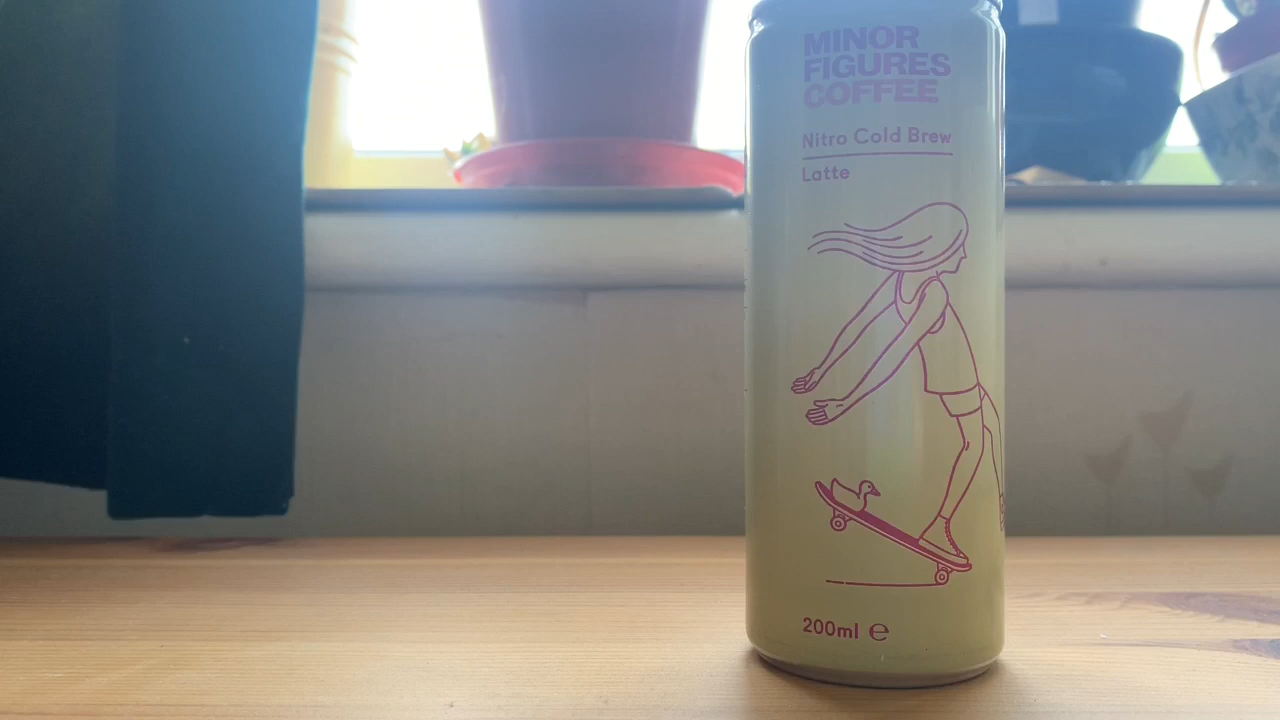 MINOR
FIGURES
COFFEE
Nitro Cold Brew
Latte
200ml ℮